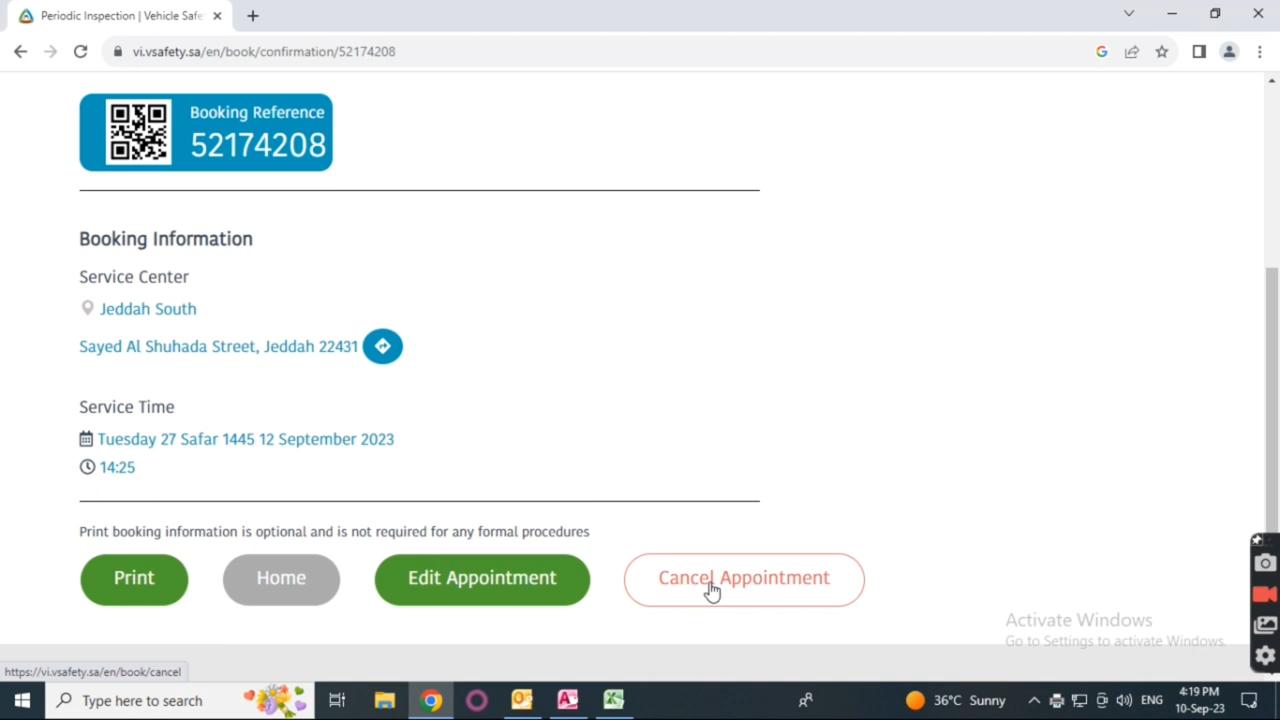 Periodic Inspection | Vehicle Safe
vi.vsafety.sa/en/book/confirmation/52174208
Booking Reference
52174208
Booking Information
Service Center
Jeddah South
Sayed Al Shuhada Street, Jeddah 22431
Service Time
Tuesday 27 Safar 1445 12 September 2023
14:25
Print booking information is optional and is not required for any formal procedures
Print Home Edit Appointment Cancel Appointment
Activate Windows
Go to Settings to activate Windows.
https://vi.vsafety.sa/en/book/cancel
Type here to search
36°C Sunny
ENG
4:19 PM
10-Sep-23